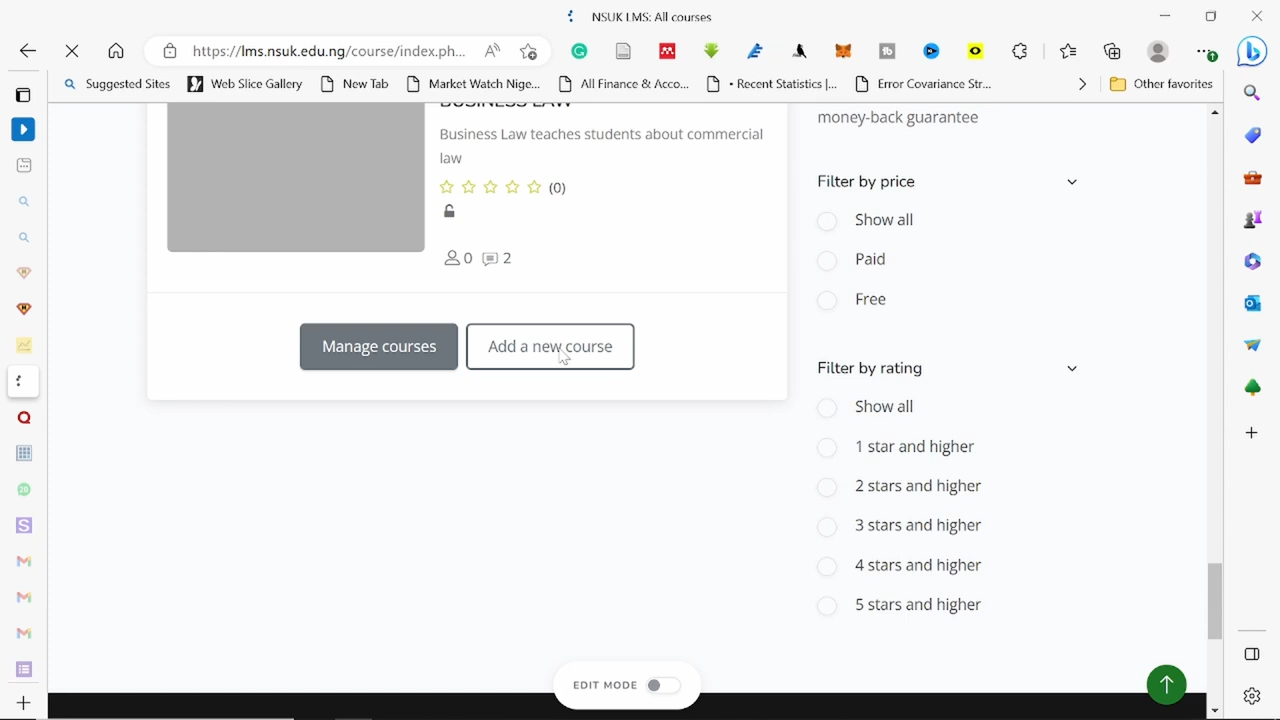 NSUK LMS: All courses
https://lms.nsuk.edu.ng/course/index.ph...
Suggested Sites
Web Slice Gallery
New Tab
Market Watch Nige...
All Finance & Acco...
• Recent Statistics |...
Error Covariance Str...
Other favorites
BUSINESS LAW
Business Law teaches students about commercial
law
(0)
0
2
Manage courses
Add a new course
money-back guarantee
Filter by price
Show all
Paid
Free
Filter by rating
Show all
1 star and higher
2 stars and higher
3 stars and higher
4 stars and higher
5 stars and higher
EDIT MODE